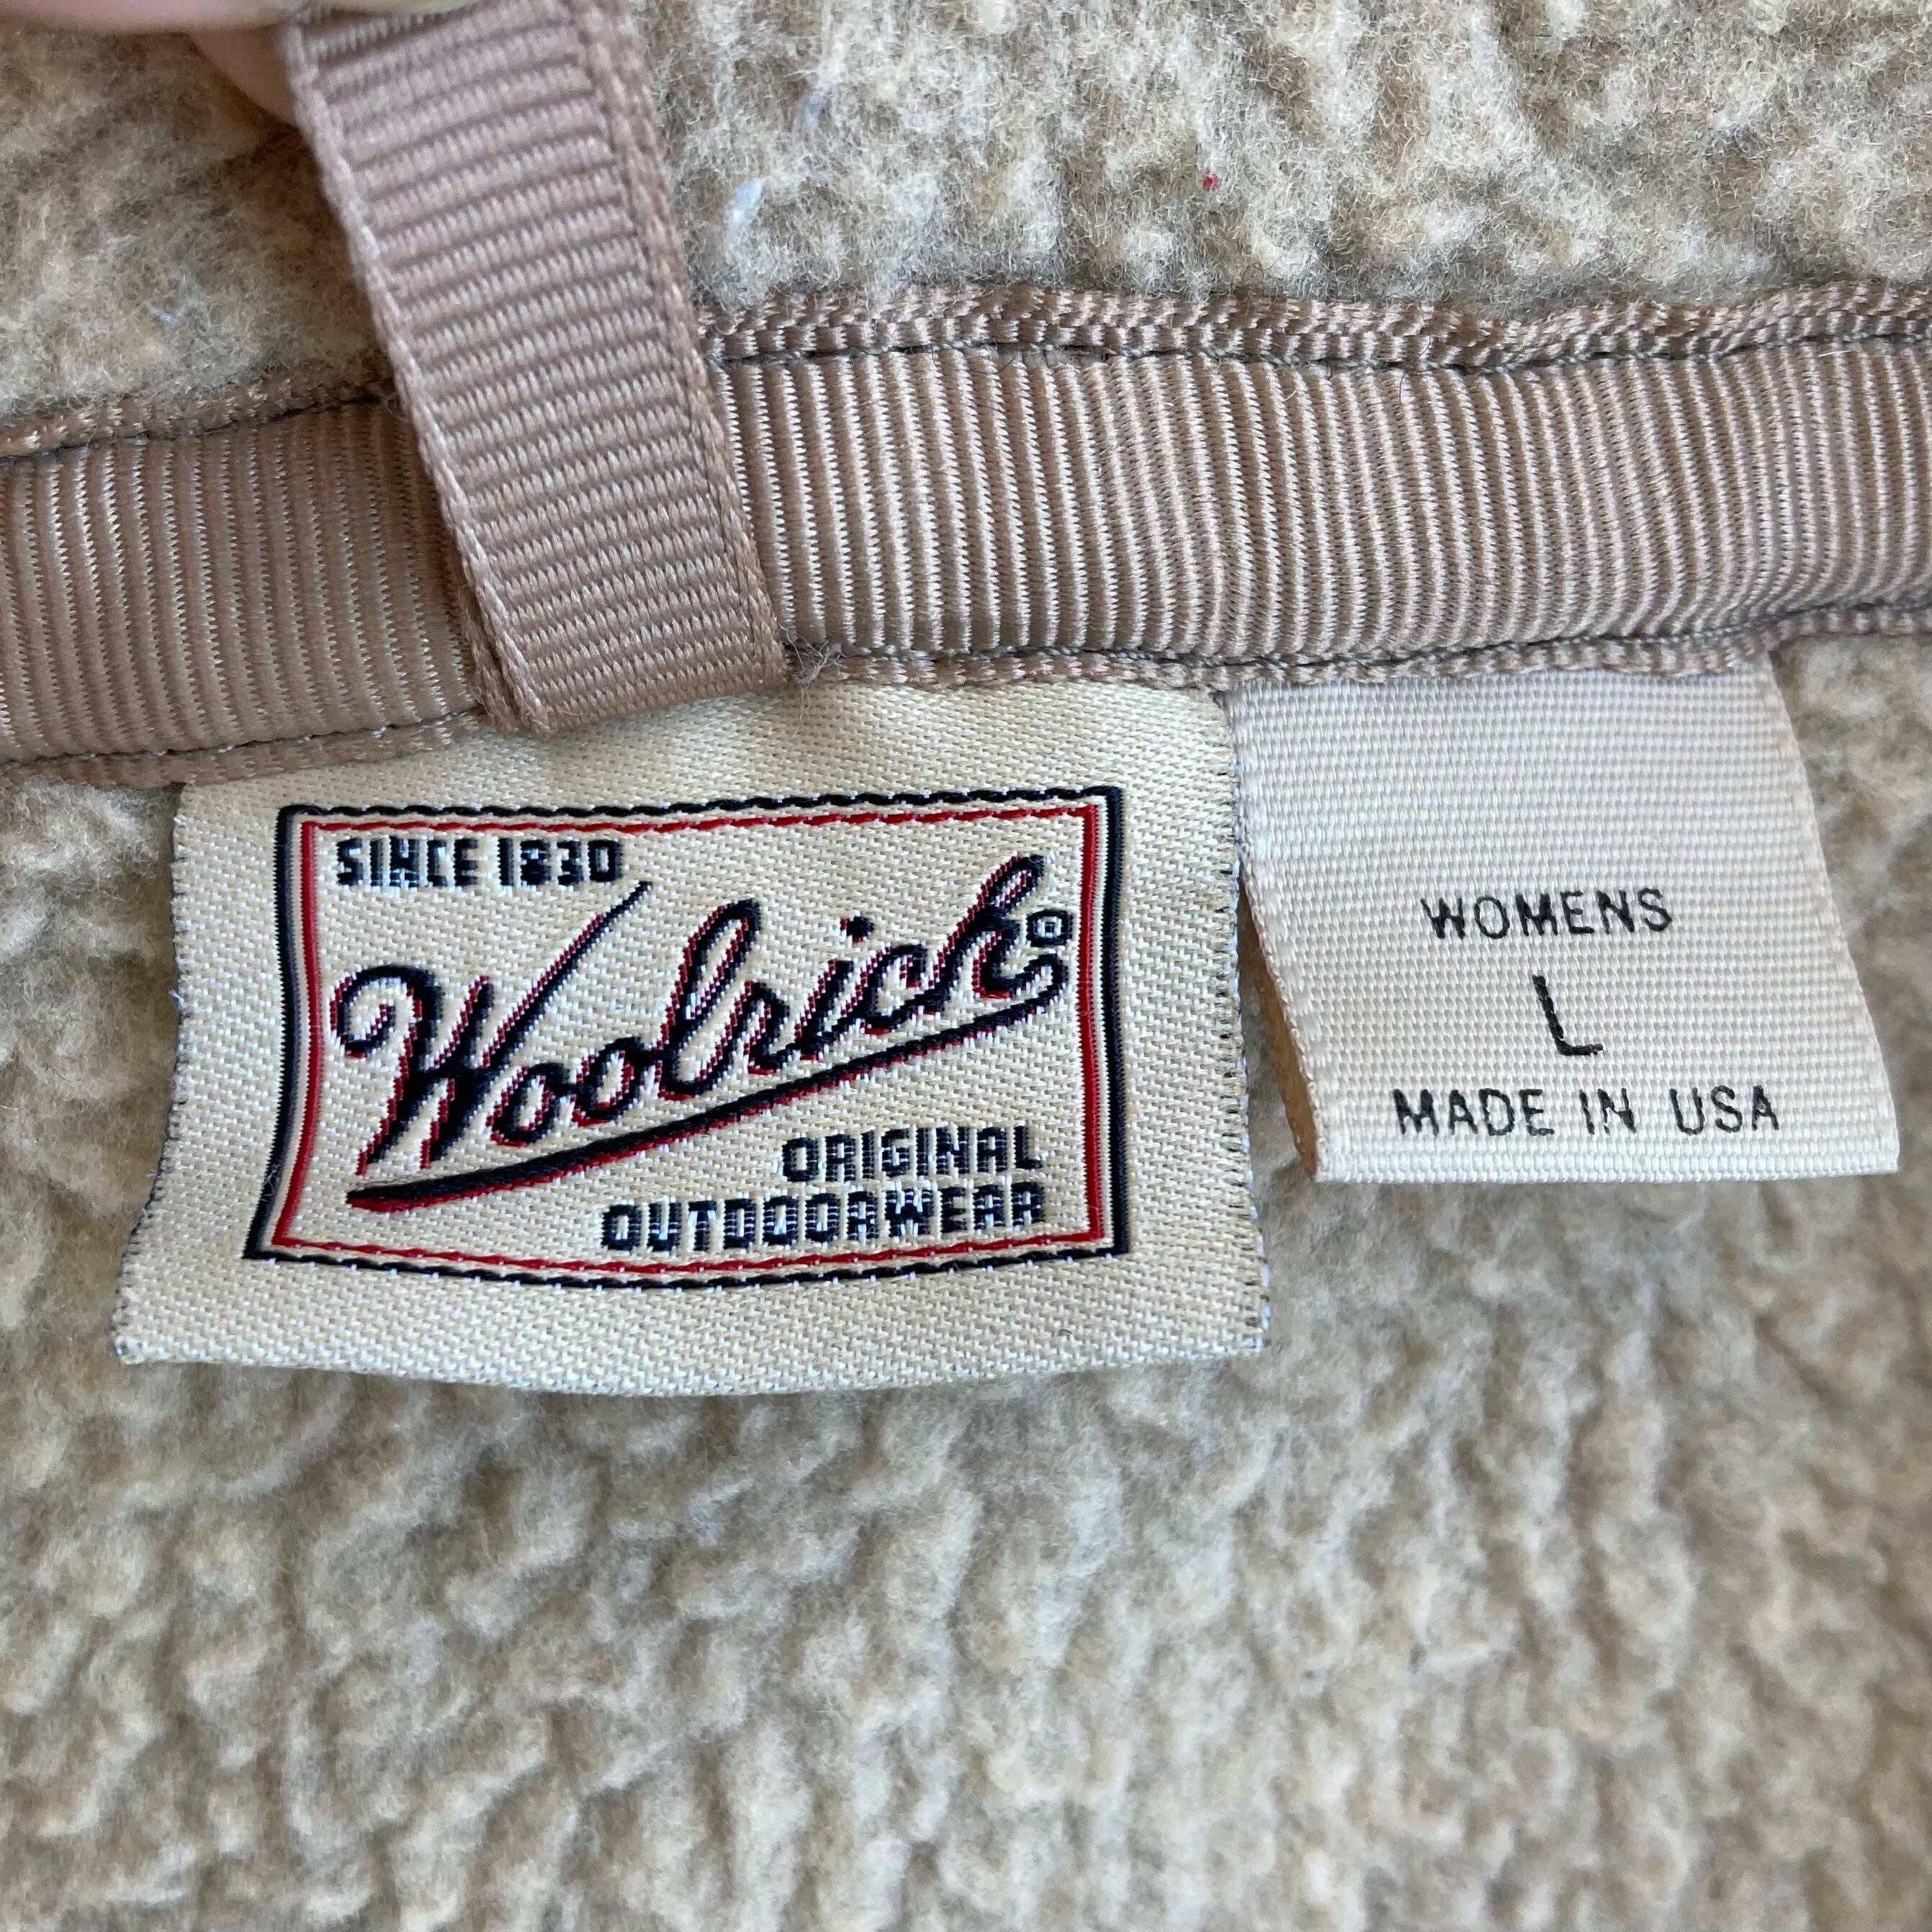 SINCE 1830
Woolrich ®
ORIGINAL
OUTDOORWEAR
WOMENS
L
MADE IN USA